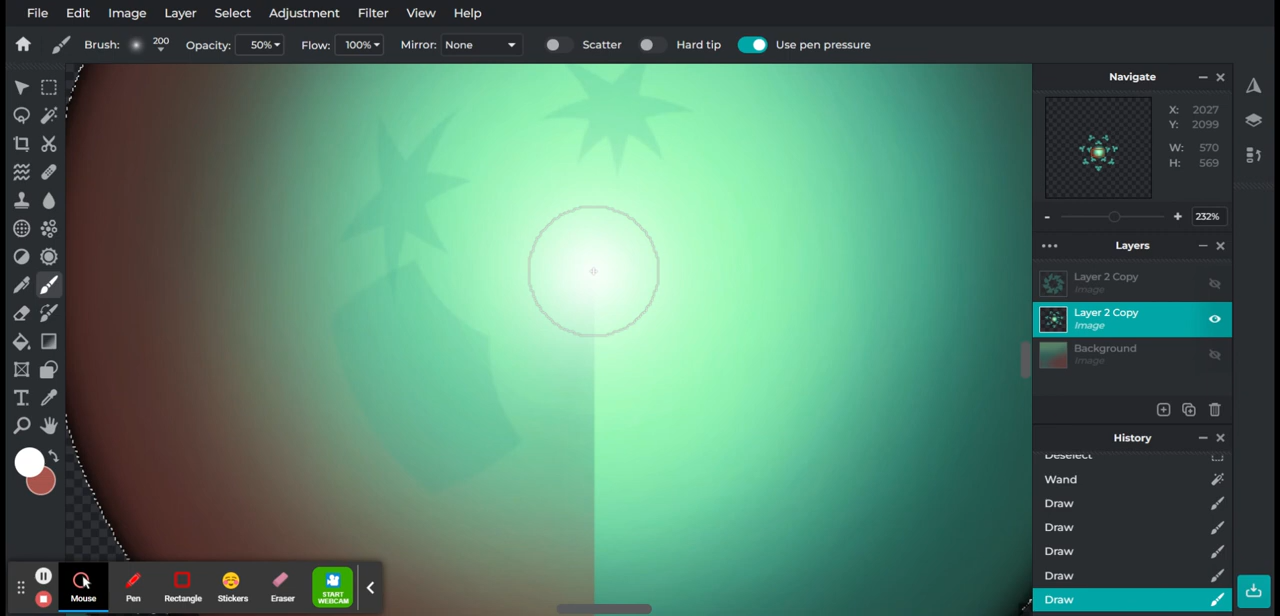 File Edit Image Layer Select Adjustment Filter View Help
Brush: 200 Opacity: 50% Flow: 100% Mirror: None Scatter Hard tip Use pen pressure
Navigate
X: 2027
Y: 2099
W: 570
H: 569
- + 232%
Layers
Layer 2 Copy
Image
Layer 2 Copy
Image
Background
Image
History
Deselect
Wand
Draw
Draw
Draw
Draw
Draw
Mouse Pen Rectangle Stickers Eraser START
WEBCAM